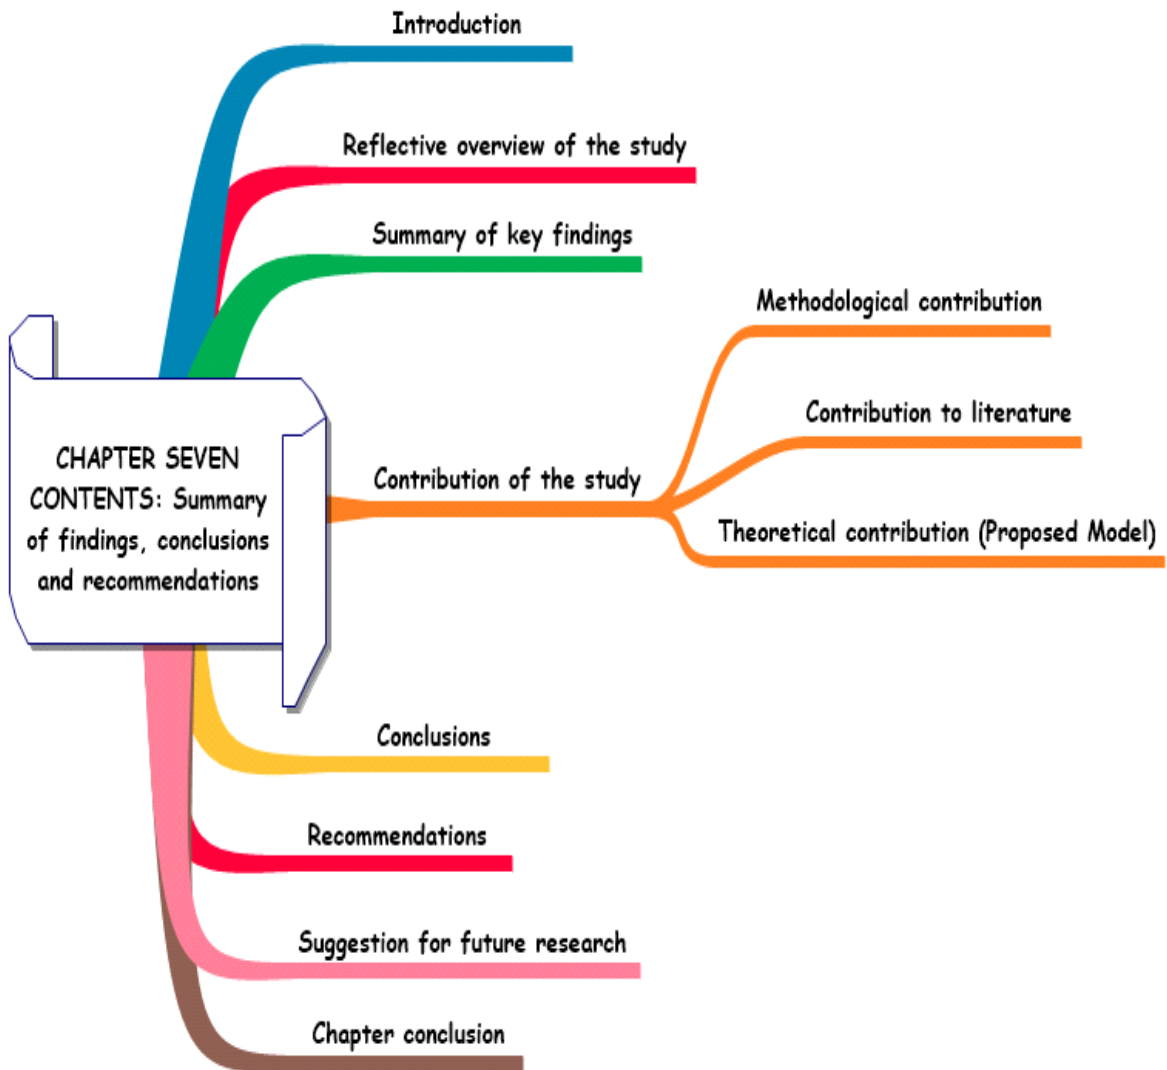 Introduction
Reflective overview of the study
Summary of key findings
Methodological contribution
Contribution to literature
CHAPTER SEVEN
CONTENTS: Summary
of findings, conclusions
and recommendations
Contribution of the study
Theoretical contribution (Proposed Model)
Conclusions
Recommendations
Suggestion for future research
Chapter conclusion